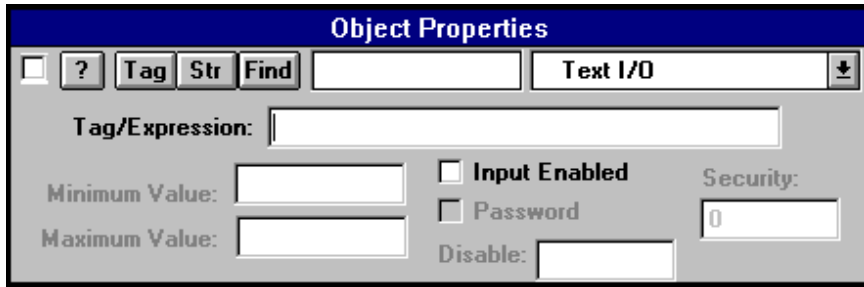 Object Properties
? Tag Str Find Text I/O
Tag/Expression:
Input Enabled Security:
Minimum Value:
Password 0
Maximum Value:
Disable: